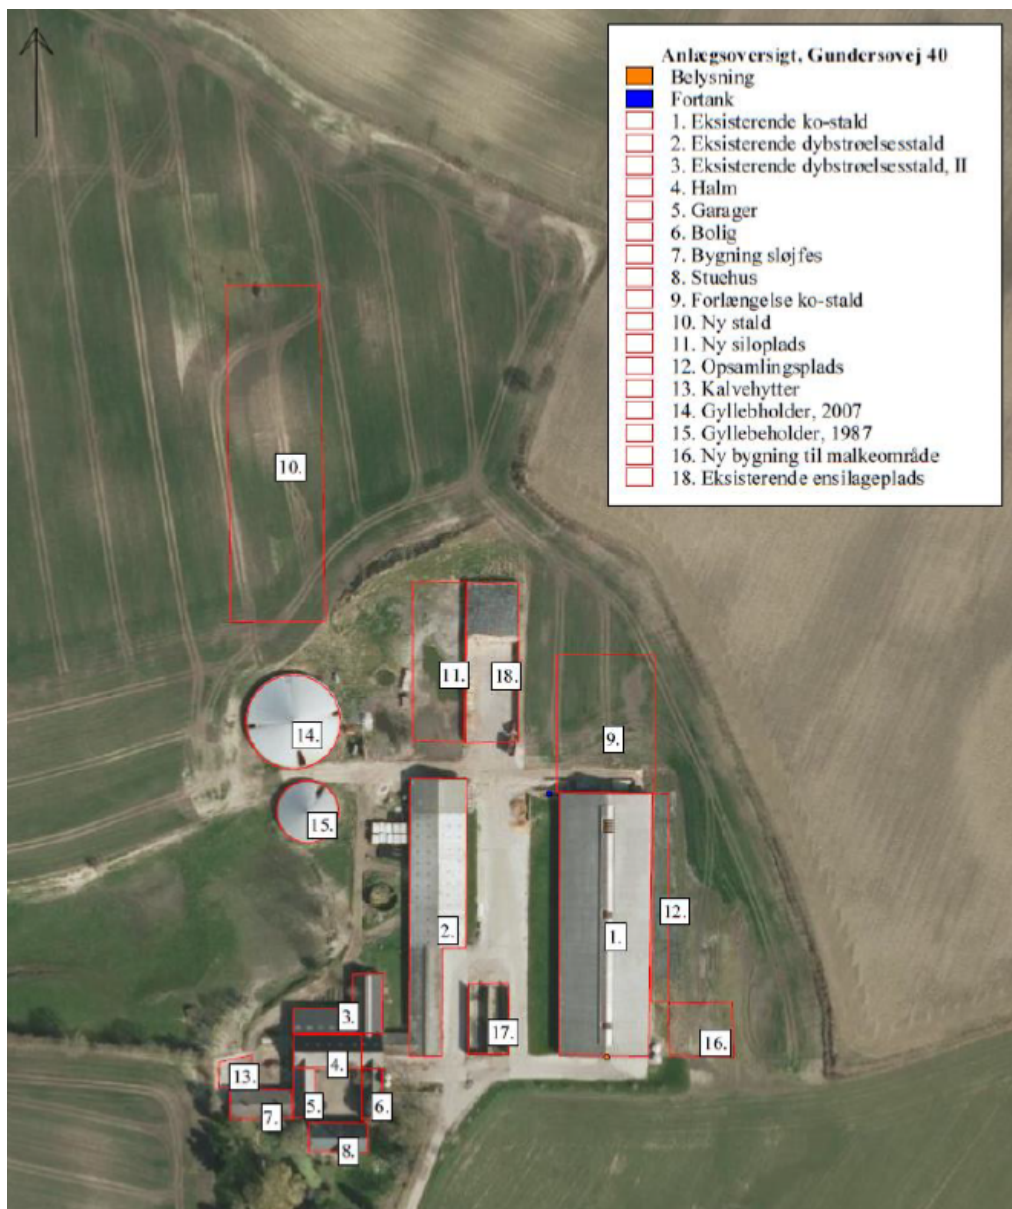 Anlægsoversigt, Gundersøvej 40
Belysning
Fortank
1. Eksisterende ko-stald
2. Eksisterende dybstrøelsesstald
3. Eksisterende dybstrøelsesstald, II
4. Halm
5. Garager
6. Bolig
7. Bygning sløjfes
8. Stuehus
9. Forlængelse ko-stald
10. Ny stald
11. Ny siloplads
12. Opsamlingsplads
13. Kalvehytter
14. Gyllebholder, 2007
15. Gyllebeholder, 1987
16. Ny bygning til malkeområde
18. Eksisterende ensilageplads
10.
11.
18.
14.
9.
15.
12.
2.
1.
3.
17.
16.
4.
13.
5.
6.
7.
8.